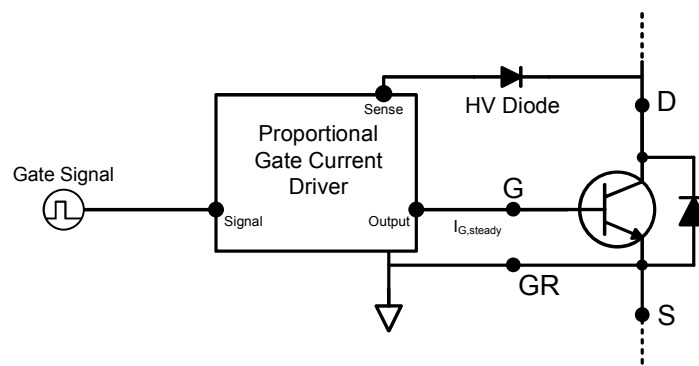 Sense
HV Diode
D
Proportional
Gate Current
Driver
Gate Signal
G
Signal
Output
I_G,steady
GR
S